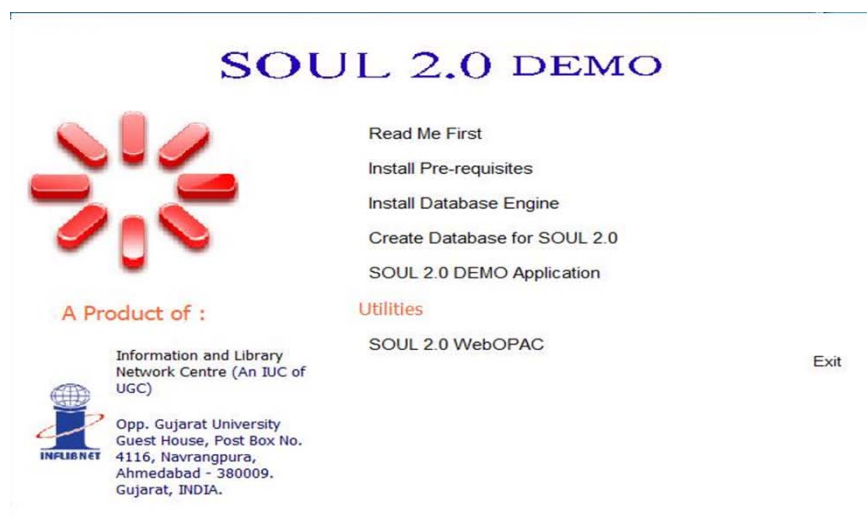 SOUL 2.0 DEMO
Read Me First
Install Pre-requisites
Install Database Engine
Create Database for SOUL 2.0
SOUL 2.0 DEMO Application
Utilities
SOUL 2.0 WebOPAC
Exit
A Product of :
Information and Library
Network Centre (An IUC of
UGC)
Opp. Gujarat University
Guest House, Post Box No.
4116, Navrangpura,
Ahmedabad - 380009.
Gujarat, INDIA.
INFLIBNET